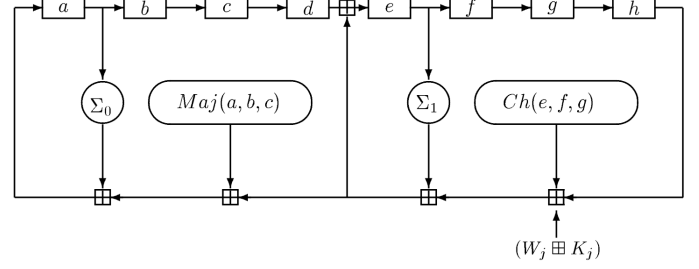 a b c d ⊞ e f g h
Σ₀ Maj(a, b, c) Σ₁ Ch(e, f, g)
⊞ ⊞ ⊞ ⊞
(Wⱼ ⊞ Kⱼ)